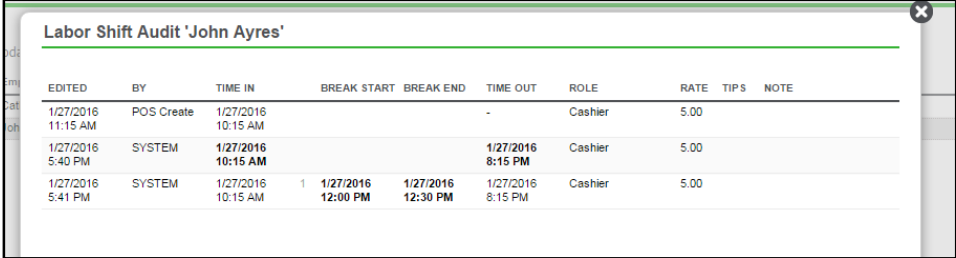 Labor Shift Audit 'John Ayres'
EDITED BY TIME IN BREAK START BREAK END TIME OUT ROLE RATE TIPS NOTE
1/27/2016 POS Create 1/27/2016 - Cashier 5.00
11:15 AM 10:15 AM
1/27/2016 SYSTEM 1/27/2016 1/27/2016 Cashier 5.00
5:40 PM 10:15 AM 8:15 PM
1/27/2016 SYSTEM 1/27/2016 1 1/27/2016 1/27/2016 1/27/2016 Cashier 5.00
5:41 PM 10:15 AM 12:00 PM 12:30 PM 8:15 PM